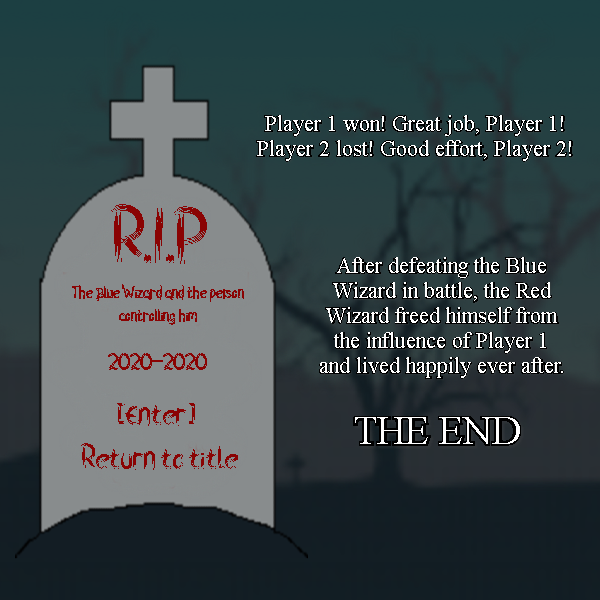 Player 1 won! Great job, Player 1!
Player 2 lost! Good effort, Player 2!
R.I.P
The Blue Wizard and the person
controlling him
2020-2020
[Enter]
Return to title
After defeating the Blue
Wizard in battle, the Red
Wizard freed himself from
the influence of Player 1
and lived happily ever after.
THE END